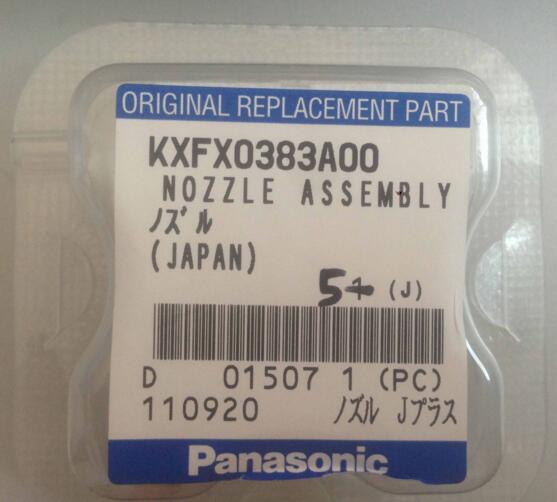 ORIGINAL REPLACEMENT PART
KXFX0383A00
NOZZLE ASSEMBLY
ノズル
(JAPAN)
5 (J)
D 01507 1 (PC)
110920 ノズル Jプラス
Panasonic